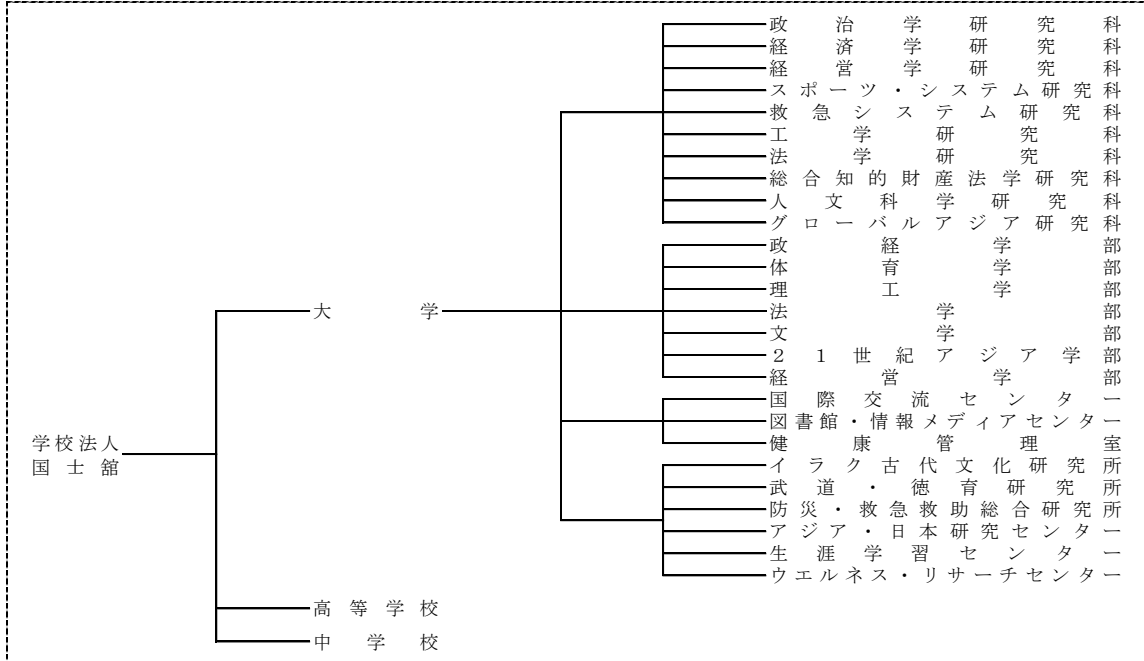 政治学研究科
経済学研究科
経営学研究科
スポーツ・システム研究科
救急システム研究科
工学研究科
法学研究科
総合知的財産法学研究科
人文科学研究科
グローバルアジア研究科
政経学部
体育学部
理工学部
大学
法学部
文学部
21世紀アジア学部
経営学部
国際交流センター
図書館・情報メディアセンター
学校法人
国士舘
健康管理室
イラク古代文化研究所
武道・徳育研究所
防災・救急救助総合研究所
アジア・日本研究センター
生涯学習センター
ウエルネス・リサーチセンター
高等学校
中学校